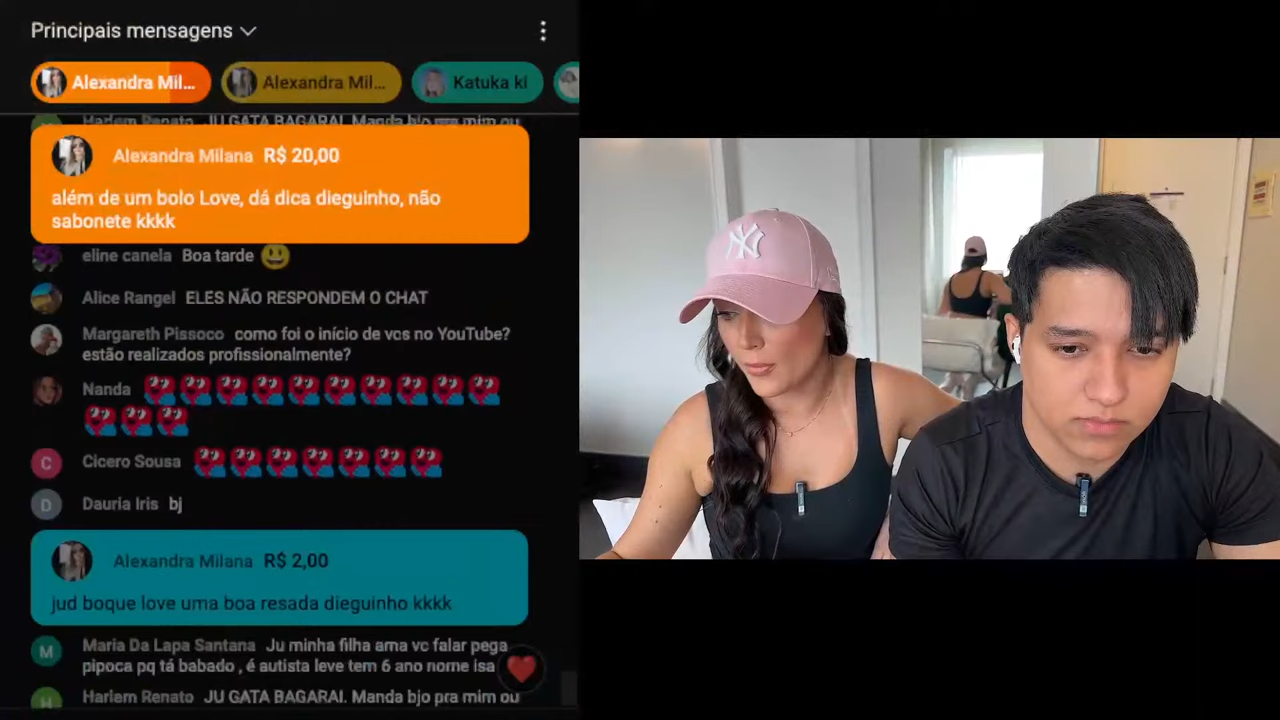 Principais mensagens
Alexandra Mil...
Alexandra Mil...
Katuka ki
Harlem Renato JU GATA BAGARAI. Manda bjo pra mim ou
Alexandra Milana R$ 20,00
além de um bolo Love, dá dica dieguinho, não
sabonete kkkk
eline canela Boa tarde
Alice Rangel ELES NÃO RESPONDEM O CHAT
Margareth Pissoco como foi o início de vcs no YouTube?
estão realizados profissionalmente?
Nanda
C
Cicero Sousa
D
Dauria Iris bj
Alexandra Milana R$ 2,00
jud boque love uma boa resada dieguinho kkkk
M
Maria Da Lapa Santana Ju minha filha ama vc falar pega
pipoca pq tá babado , é autista leve tem 6 ano nome isa
H
Harlem Renato JU GATA BAGARAI. Manda bjo pra mim ou
NY